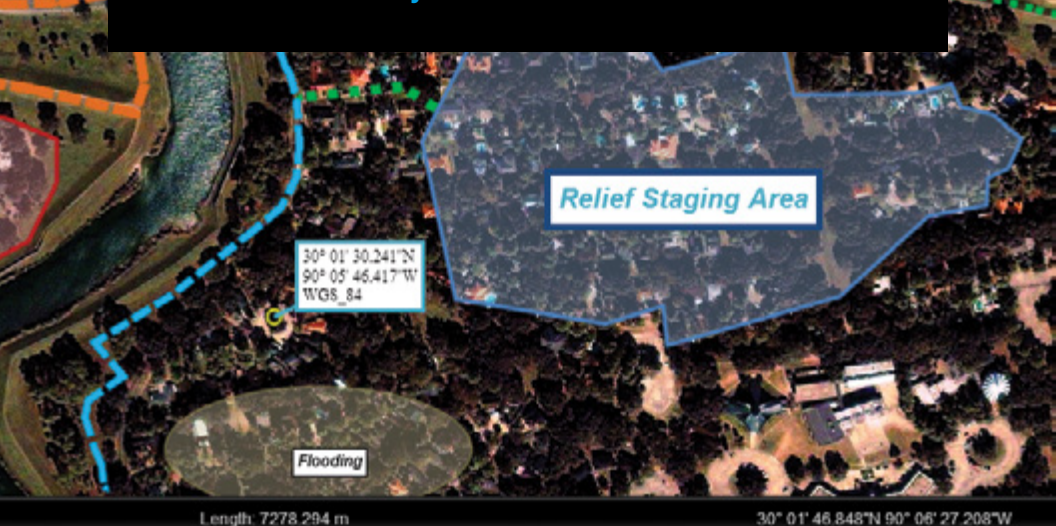 Relief Staging Area
30° 01' 30.241"N
90° 05' 46.417"W
WGS_84
Flooding
Length: 7278.294 m
30° 01' 46.848"N 90° 06' 27.208"W